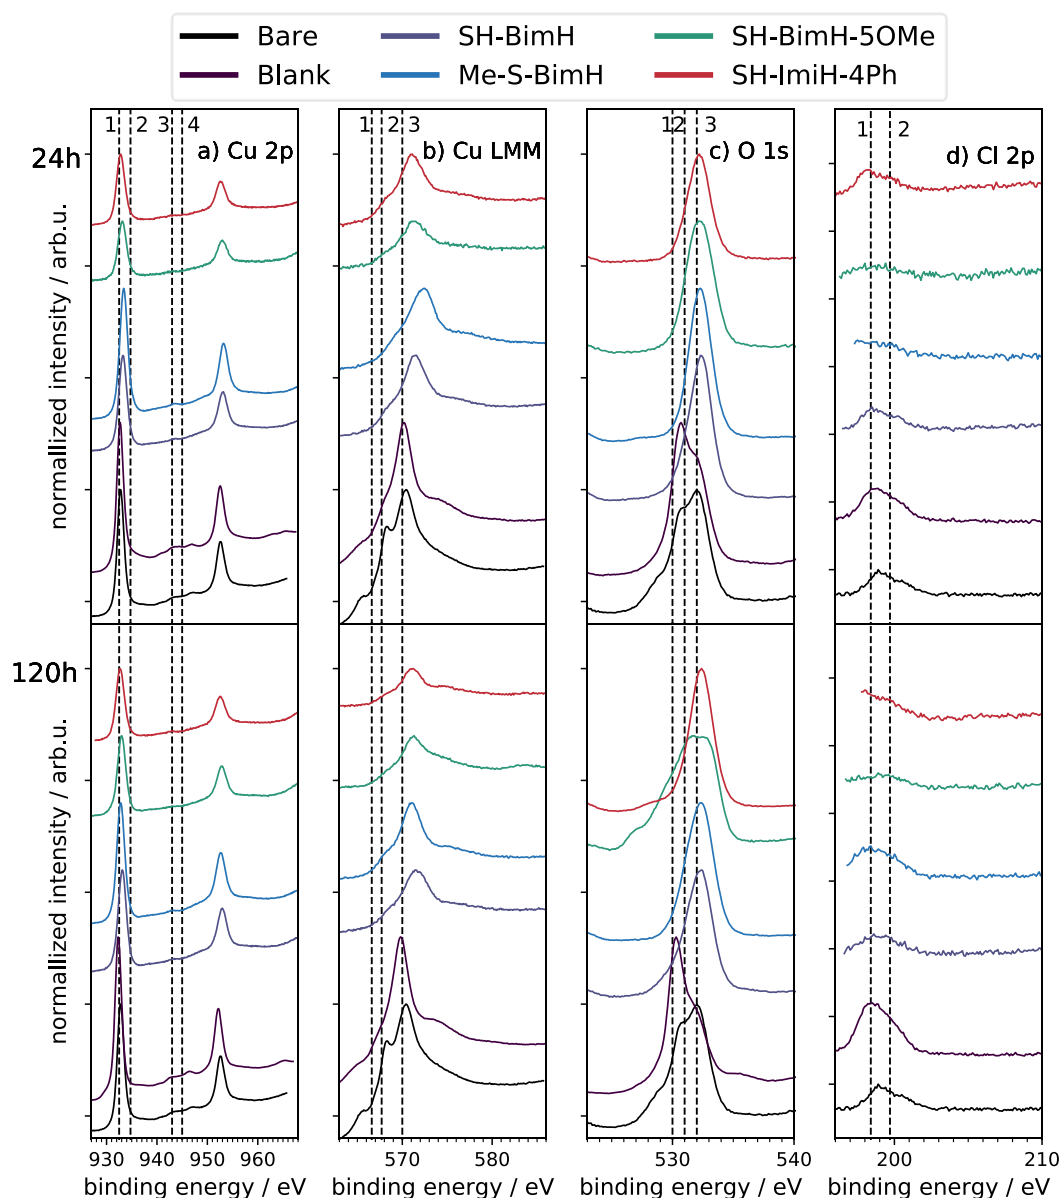 Bare SH-BimH SH-BimH-5OMe
Blank Me-S-BimH SH-ImiH-4Ph
24h
normallized intensity / arb.u.
1 2 3 4
a) Cu 2p
1 2 3
b) Cu LMM
1 2 3
c) O 1s
1 2
d) Cl 2p
120h
normallized intensity / arb.u.
930 940 950 960
570 580
530 540
200 210
binding energy / eV binding energy / eV binding energy / eV binding energy / eV